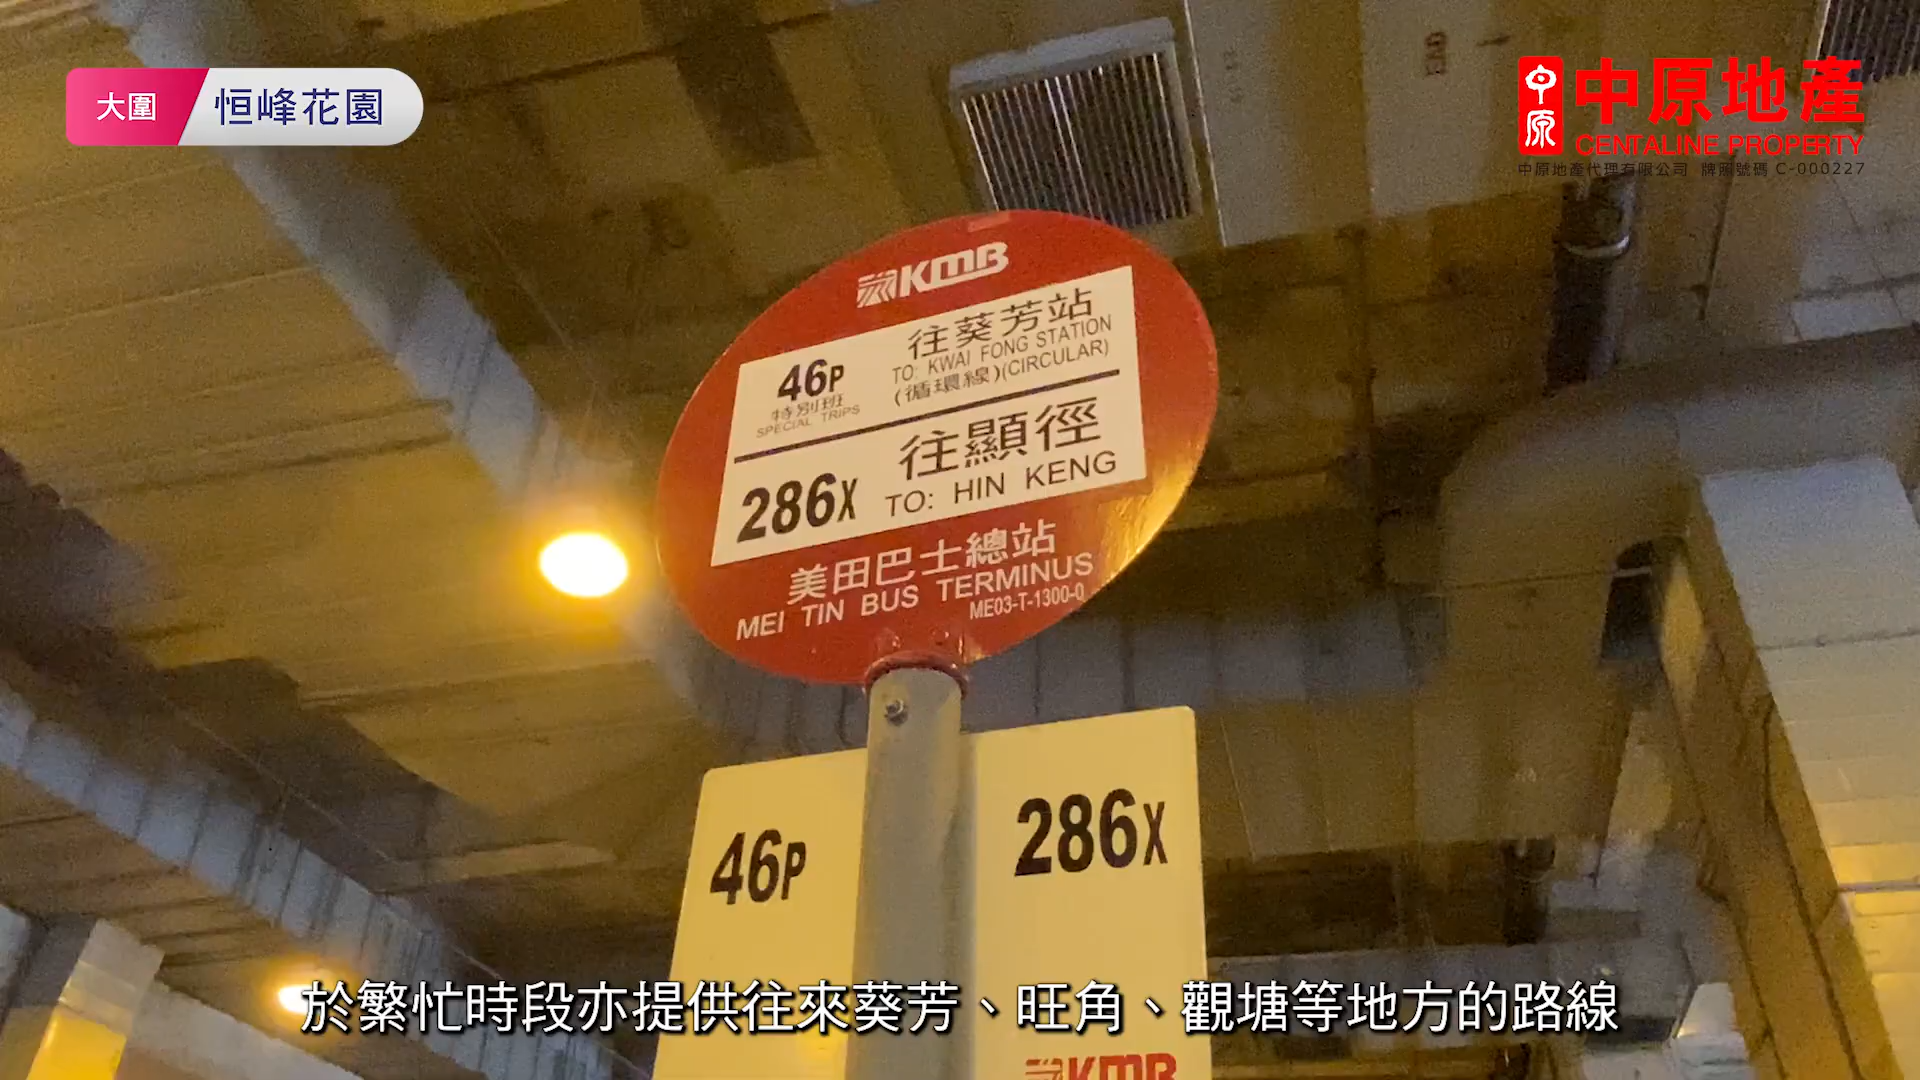 大圍 恒峰花園
中原
中原地產
CENTALINE PROPERTY
中原地產代理有限公司 牌照號碼 C-000227
KMB
46P
特別班
SPECIAL TRIPS
往葵芳站
TO: KWAI FONG STATION
(循環線)(CIRCULAR)
286X
往顯徑
TO: HIN KENG
美田巴士總站
MEI TIN BUS TERMINUS
ME03-T-1300-0
46P
286X
KMB
於繁忙時段亦提供往來葵芳、旺角、觀塘等地方的路線